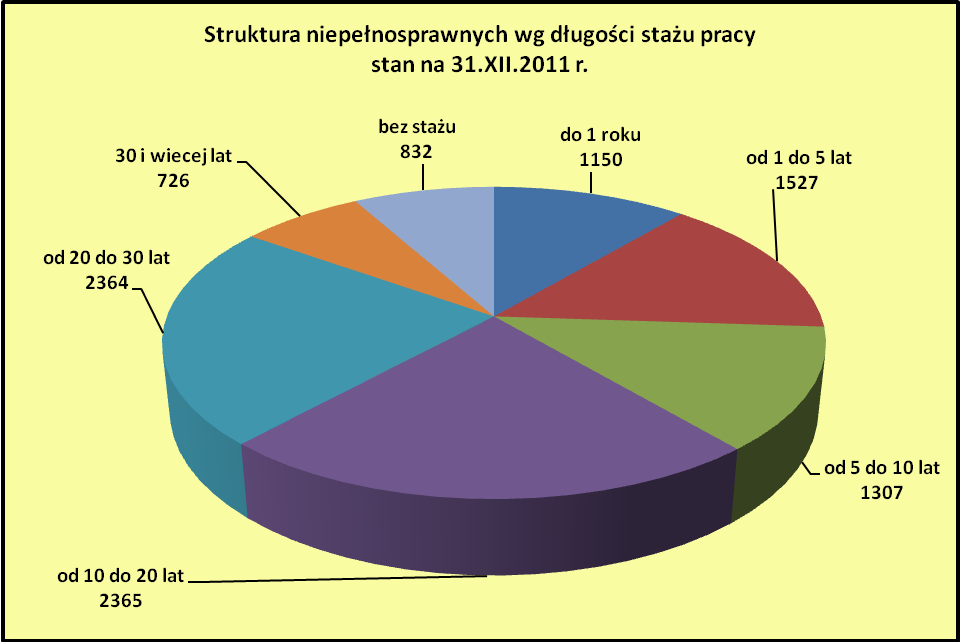 Struktura niepełnosprawnych wg długości stażu pracy
stan na 31.XII.2011 r.
bez stażu
832
do 1 roku
1150
od 1 do 5 lat
1527
30 i wiecej lat
726
od 20 do 30 lat
2364
od 5 do 10 lat
1307
od 10 do 20 lat
2365